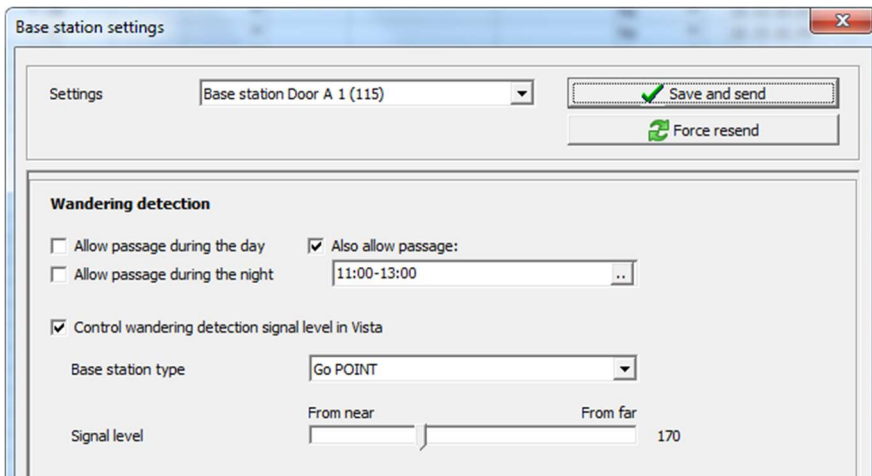 Base station settings
Settings
Base station Door A 1 (115)
Save and send
Force resend
Wandering detection
Allow passage during the day
Also allow passage:
Allow passage during the night
11:00-13:00
..
Control wandering detection signal level in Vista
Base station type
Go POINT
From near
From far
Signal level
170